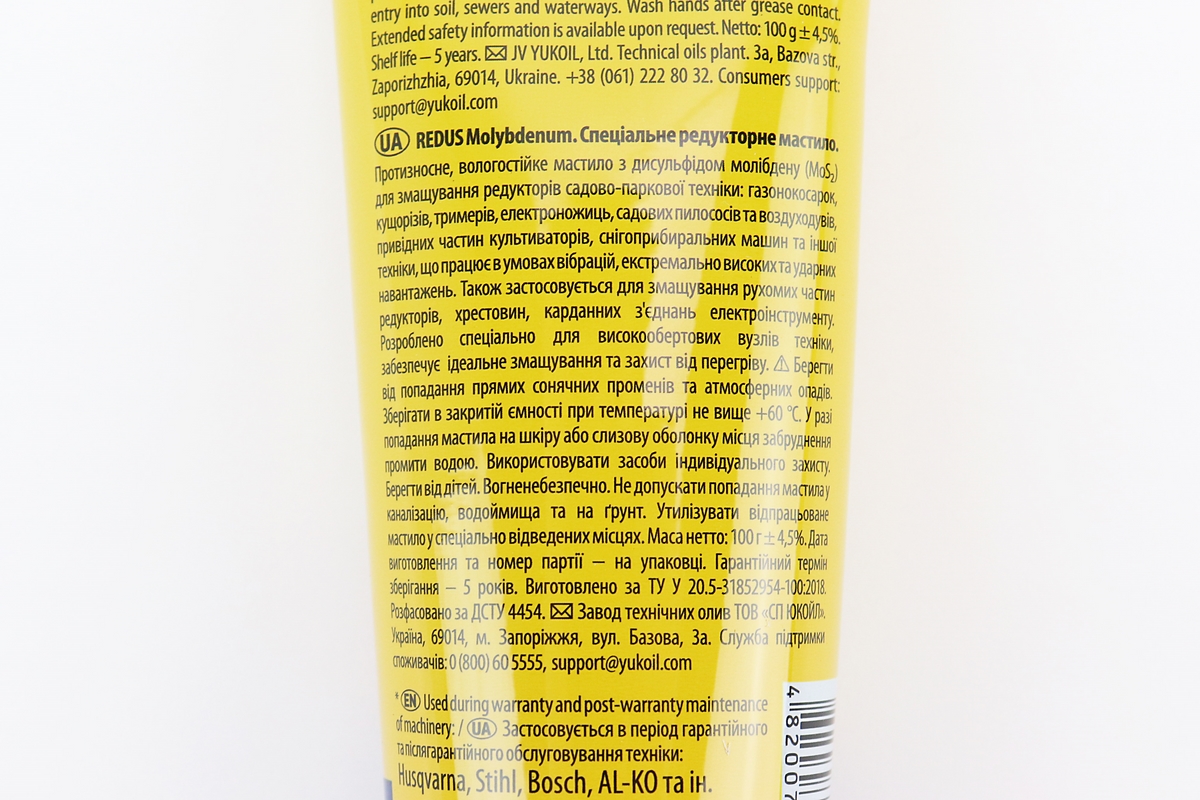 entry into soil, sewers and waterways. Wash hands after grease contact.
Extended safety information is available upon request. Netto: 100 g ± 4,5%.
Shelf life – 5 years. ✉ JV YUKOIL, Ltd. Technical oils plant. 3a, Bazova str.,
Zaporizhzhia, 69014, Ukraine. +38 (061) 222 80 32. Consumers support:
support@yukoil.com
UA REDUS Molybdenum. Спеціальне редукторне мастило.
Протизносне, вологостійке мастило з дисульфідом молібдену (MoS₂)
для змащування редукторів садово-паркової техніки: газонокосарок,
кущорізів, тримерів, електроножиць, садових пилососів та воздуходувів,
привідних частин культиваторів, снігоприбиральних машин та іншої
техніки, що працює в умовах вібрацій, екстремально високих та ударних
навантажень. Також застосовується для змащування рухомих частин
редукторів, хрестовин, карданних з'єднань електроінструменту.
Розроблено спеціально для високообертових вузлів техніки,
забезпечує ідеальне змащування та захист від перегріву. ⚠ Берегти
від попадання прямих сонячних променів та атмосферних опадів.
Зберігати в закритій ємності при температурі не вище +60 °С. У разі
попадання мастила на шкіру або слизову оболонку місця забруднення
промити водою. Використовувати засоби індивідуального захисту.
Берегти від дітей. Вогненебезпечно. Не допускати попадання мастила у
каналізацію, водоймища та на ґрунт. Утилізувати відпрацьоване
мастило у спеціально відведених місцях. Маса нетто: 100 г ± 4,5%. Дата
виготовлення та номер партії – на упаковці. Гарантійний термін
зберігання – 5 років. Виготовлено за ТУ У 20.5-31852954-100:2018.
Розфасовано за ДСТУ 4454. ✉ Завод технічних олив ТОВ «СП ЮКОЙЛ».
Україна, 69014, м. Запоріжжя, вул. Базова, 3а. Служба підтримки
споживачів: 0 (800) 60 5555, support@yukoil.com
* EN Used during warranty and post-warranty maintenance
of machinery: / UA Застосовується в період гарантійного
та післягарантійного обслуговування техніки:
Husqvarna, Stihl, Bosch, AL-KO та ін.
4 82007